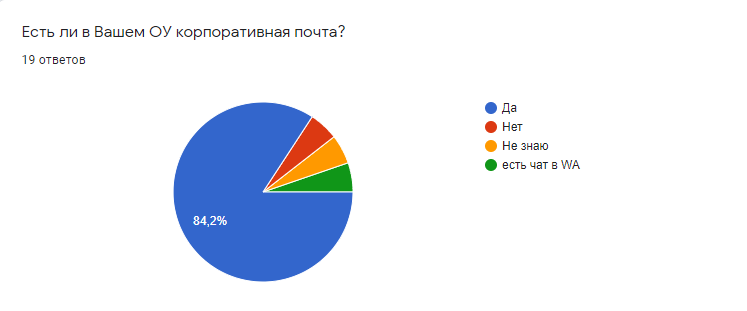 Есть ли в Вашем ОУ корпоративная почта?
19 ответов
Да
Нет
Не знаю
есть чат в WA
84,2%